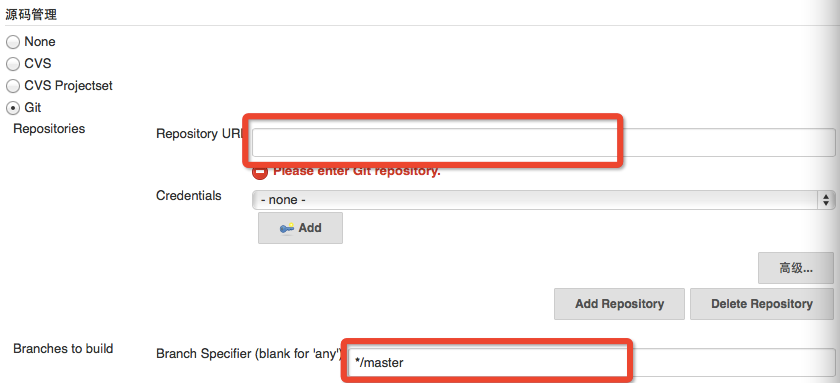 源码管理
None
CVS
CVS Projectset
Git
Repositories
Repository URL
Please enter Git repository.
Credentials
- none -
Add
高级...
Add Repository
Delete Repository
Branches to build
Branch Specifier (blank for 'any')
*/master